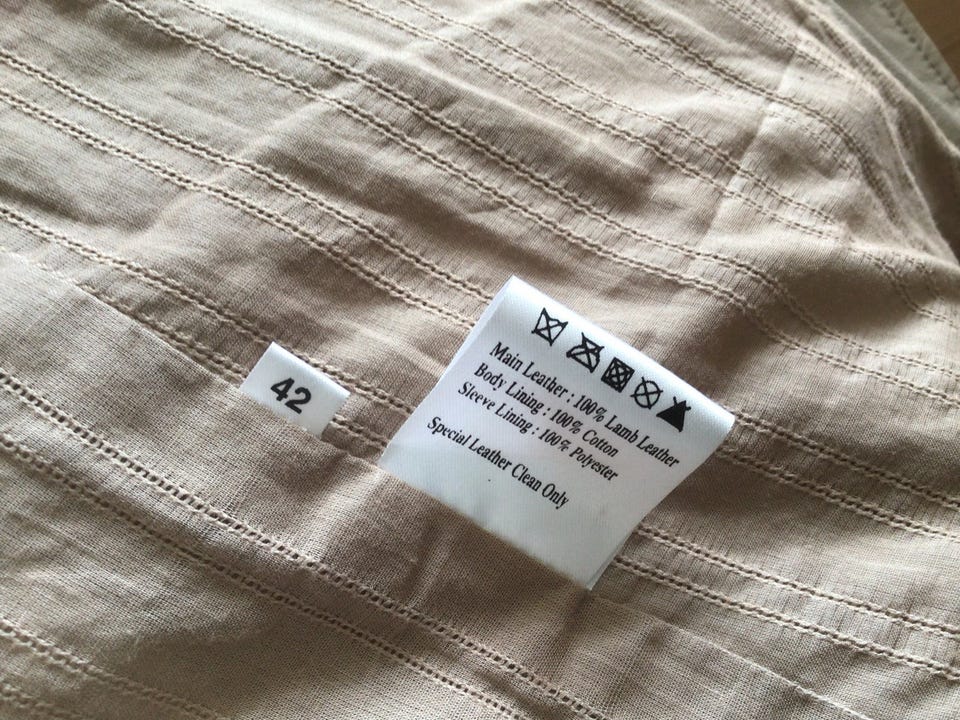 42
Main Leather : 100% Lamb Leather
Body Lining : 100% Cotton
Sleeve Lining : 100% Polyester
Special Leather Clean Only